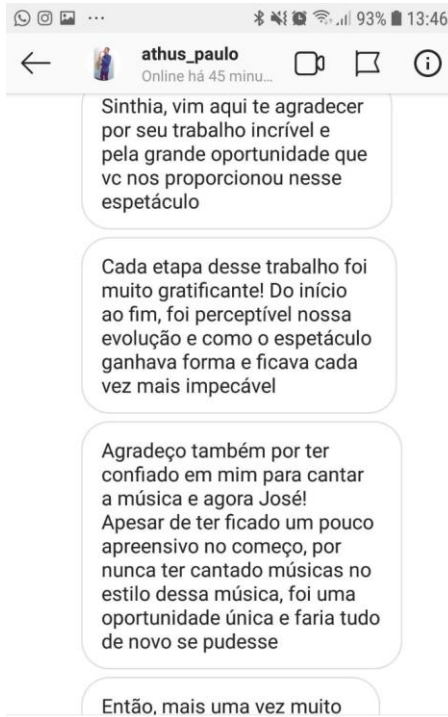 93% 13:46
athus_paulo
Online há 45 minu...
Sinthia, vim aqui te agradecer
por seu trabalho incrível e
pela grande oportunidade que
vc nos proporcionou nesse
espetáculo
Cada etapa desse trabalho foi
muito gratificante! Do início
ao fim, foi perceptível nossa
evolução e como o espetáculo
ganhava forma e ficava cada
vez mais impecável
Agradeço também por ter
confiado em mim para cantar
a música e agora José!
Apesar de ter ficado um pouco
apreensivo no começo, por
nunca ter cantado músicas no
estilo dessa música, foi uma
oportunidade única e faria tudo
de novo se pudesse
Então, mais uma vez muito